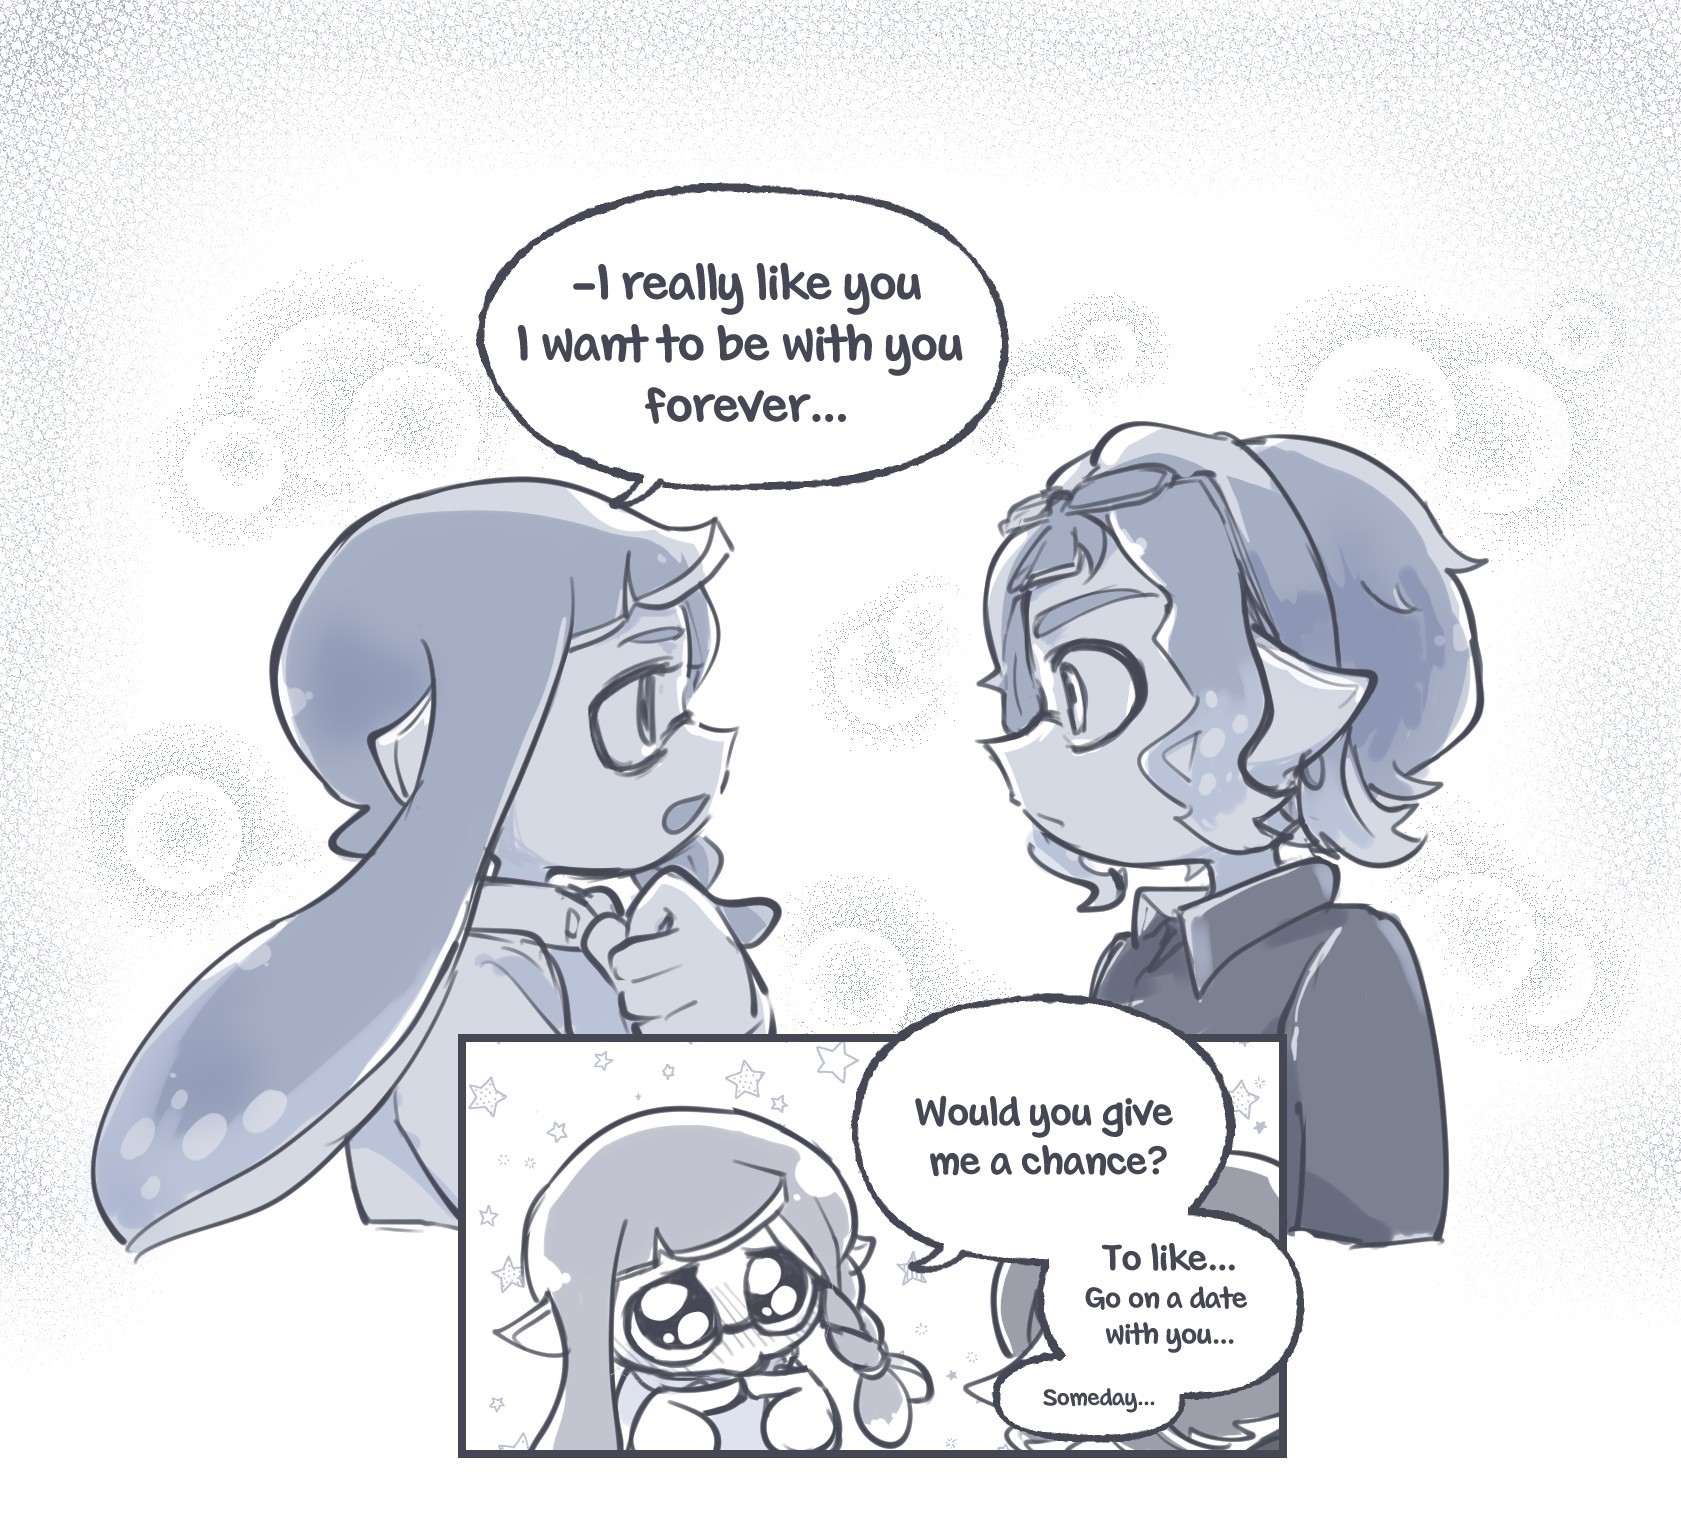 -I really like you
I want to be with you
forever...
Would you give
me a chance?
To like...
Go on a date
with you...
Someday...